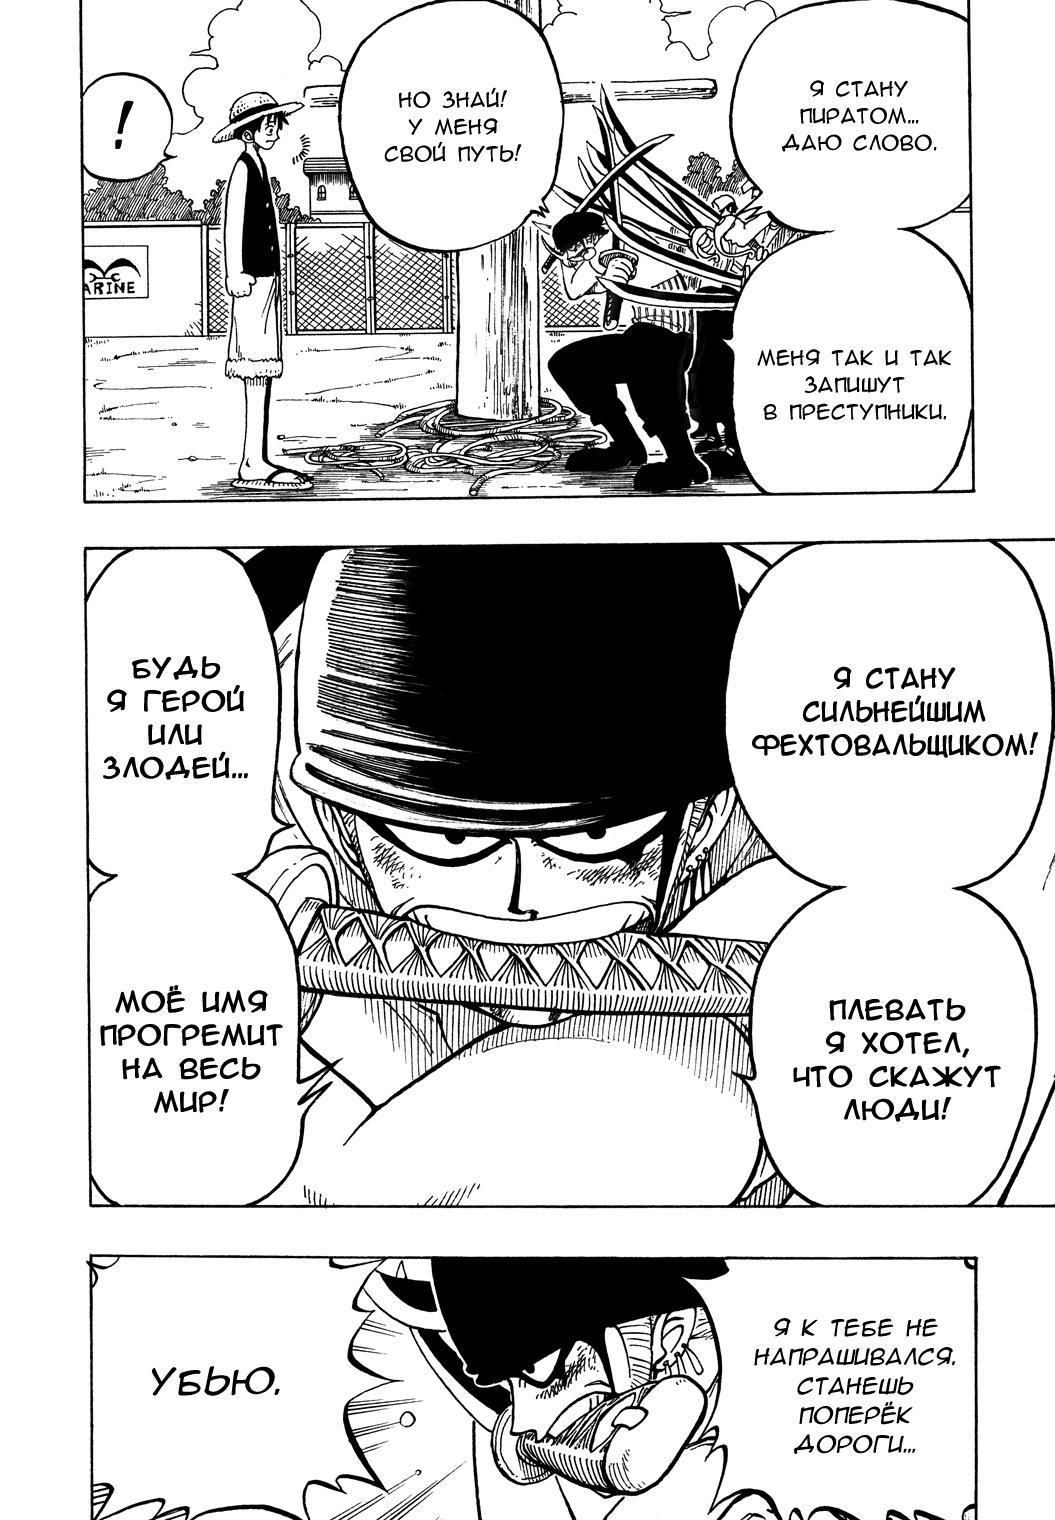 Я СТАНУ
ПИРАТОМ...
ДАЮ СЛОВО.
МЕНЯ ТАК И ТАК
ЗАПИШУТ
В ПРЕСТУПНИКИ.
НО ЗНАЙ!
У МЕНЯ
СВОЙ ПУТЬ!
!
ARINE
Я СТАНУ
СИЛЬНЕЙШИМ
ФЕХТОВАЛЬЩИКОМ!
ПЛЕВАТЬ
Я ХОТЕЛ,
ЧТО СКАЖУТ
ЛЮДИ!
БУДЬ
Я ГЕРОЙ
ИЛИ
ЗЛОДЕЙ...
МОЁ ИМЯ
ПРОГРЕМИТ
НА ВЕСЬ
МИР!
Я К ТЕБЕ НЕ
НАПРАШИВАЛСЯ.
СТАНЕШЬ
ПОПЕРЁК
ДОРОГИ...
УБЬЮ.